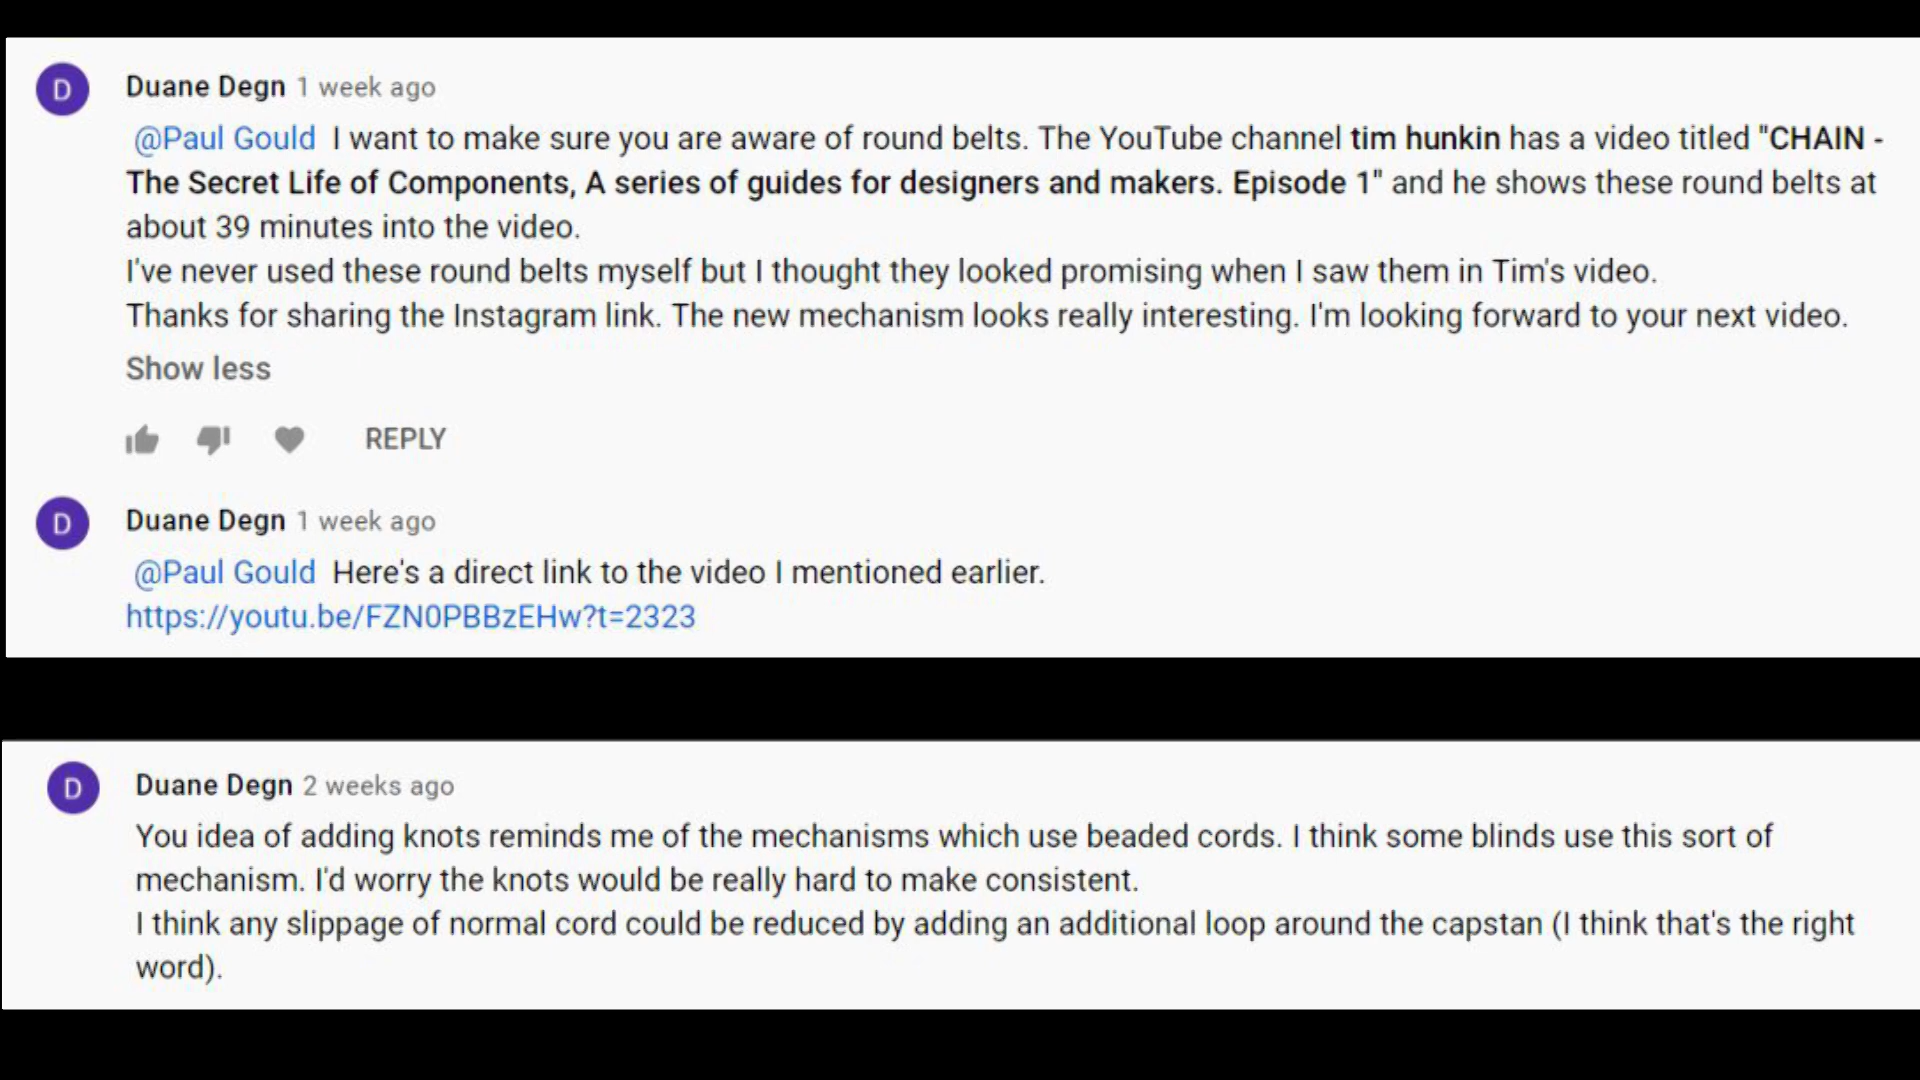 D
Duane Degn 1 week ago
@Paul Gould I want to make sure you are aware of round belts. The YouTube channel tim hunkin has a video titled "CHAIN -
The Secret Life of Components, A series of guides for designers and makers. Episode 1" and he shows these round belts at
about 39 minutes into the video.
I've never used these round belts myself but I thought they looked promising when I saw them in Tim's video.
Thanks for sharing the Instagram link. The new mechanism looks really interesting. I'm looking forward to your next video.
Show less
REPLY
D
Duane Degn 1 week ago
@Paul Gould Here's a direct link to the video I mentioned earlier.
https://youtu.be/FZN0PBBzEHw?t=2323
D
Duane Degn 2 weeks ago
You idea of adding knots reminds me of the mechanisms which use beaded cords. I think some blinds use this sort of
mechanism. I'd worry the knots would be really hard to make consistent.
I think any slippage of normal cord could be reduced by adding an additional loop around the capstan (I think that's the right
word).